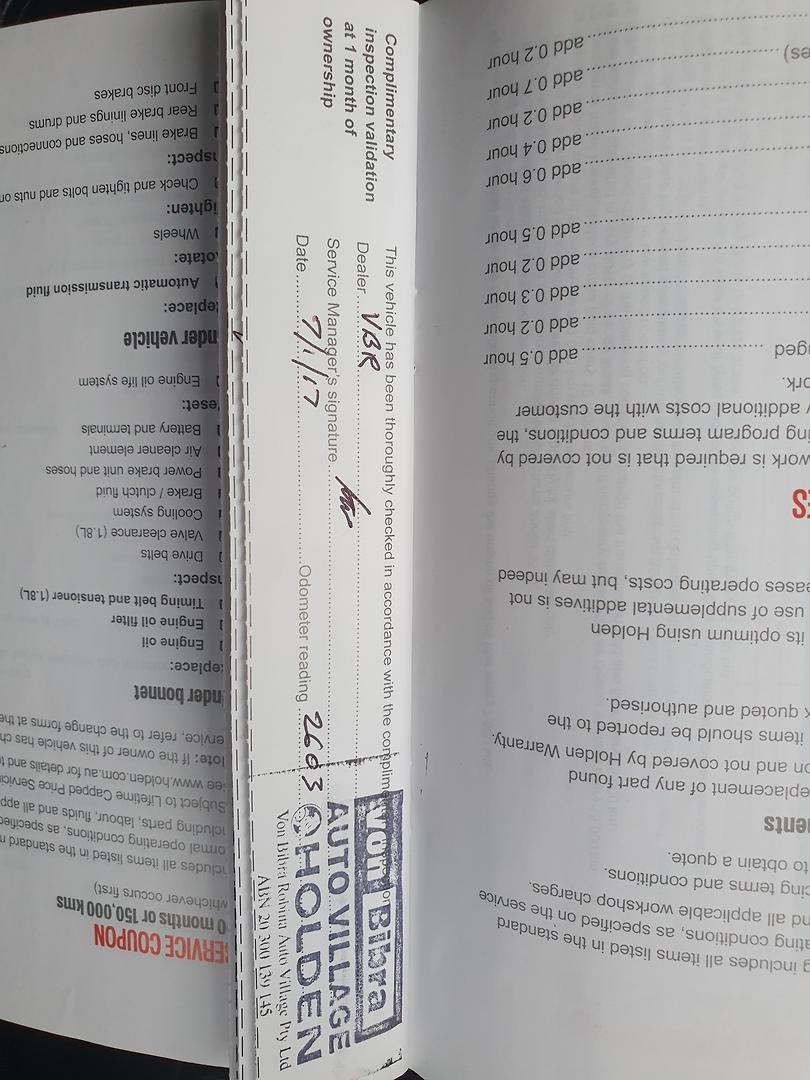 Complimentary
inspection validation
at 1 month of
ownership
This vehicle has been thoroughly checked in accordance with the
Dealer VBR
Service Manager's signature
Date 7/1/17 Odometer reading 2603
von Bibra
AUTO VILLAGE
HOLDEN
Von Bibra Robina Auto Village Pty Ltd
ABN 20 300 139 145
SERVICE COUPON
0 months or 150,000 kms
whichever occurs first)
ncludes all items listed in the standard
ormal operating conditions, as specified
cluding parts, labour, fluids and all
Subject to Lifetime Capped Price
see www.holden.com.au for details and
Note: If the owner of this vehicle has
ervice, refer to the change forms at the
nder bonnet
eplace:
Engine oil
Engine oil filter
Timing belt and tensioner (1.8L)
nspect:
Drive belts
Valve clearance (1.8L)
Cooling system
Brake / clutch fluid
Power brake unit and hoses
Air cleaner element
Battery and terminals
eset:
Engine oil life system
nder vehicle
eplace:
Automatic transmission fluid
otate:
Wheels
ighten:
Check and tighten bolts and nuts on
nspect:
Brake lines, hoses and connections
Rear brake linings and drums
Front disc brakes
g includes all items listed in the standard
ating conditions, as specified on the service
nd all applicable workshop charges.
cing terms and conditions.
to obtain a quote.
ments
eplacement of any part found
on and not covered by Holden Warranty.
items should be reported to the
k quoted and authorised.
its optimum using Holden
use of supplemental additives is not
eases operating costs, but may indeed
ES
work is required that is not covered by
ing program terms and conditions, the
y additional costs with the customer
ork.
ged add 0.5 hour
add 0.2 hour
add 0.3 hour
add 0.2 hour
add 0.5 hour
add 0.6 hour
add 0.4 hour
add 0.2 hour
es) add 0.7 hour
add 0.2 hour